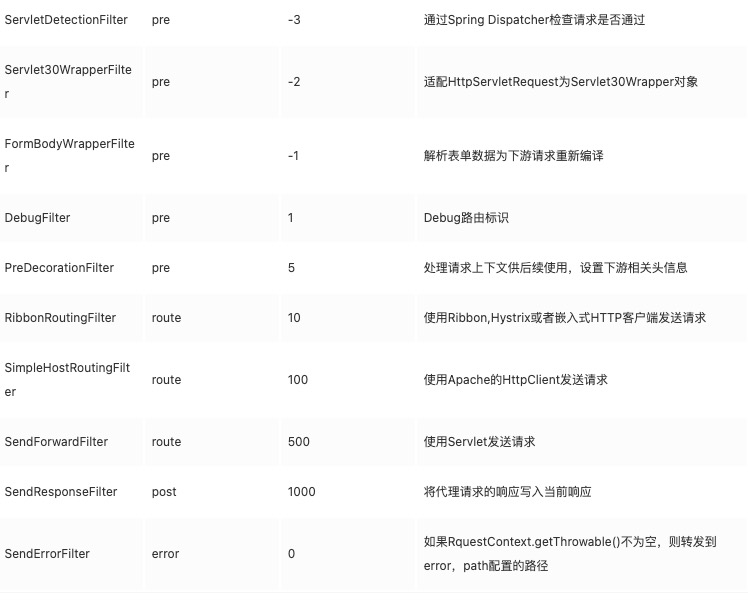 ServletDetectionFilter pre -3 通过Spring Dispatcher检查请求是否通过
Servlet30WrapperFilte
r pre -2 适配HttpServletRequest为Servlet30Wrapper对象
FormBodyWrapperFilte
r pre -1 解析表单数据为下游请求重新编译
DebugFilter pre 1 Debug路由标识
PreDecorationFilter pre 5 处理请求上下文供后续使用，设置下游相关头信息
RibbonRoutingFilter route 10 使用Ribbon,Hystrix或者嵌入式HTTP客户端发送请求
SimpleHostRoutingFilt
er route 100 使用Apache的HttpClient发送请求
SendForwardFilter route 500 使用Servlet发送请求
SendResponseFilter post 1000 将代理请求的响应写入当前响应
SendErrorFilter error 0 如果RquestContext.getThrowable()不为空，则转发到
error，path配置的路径